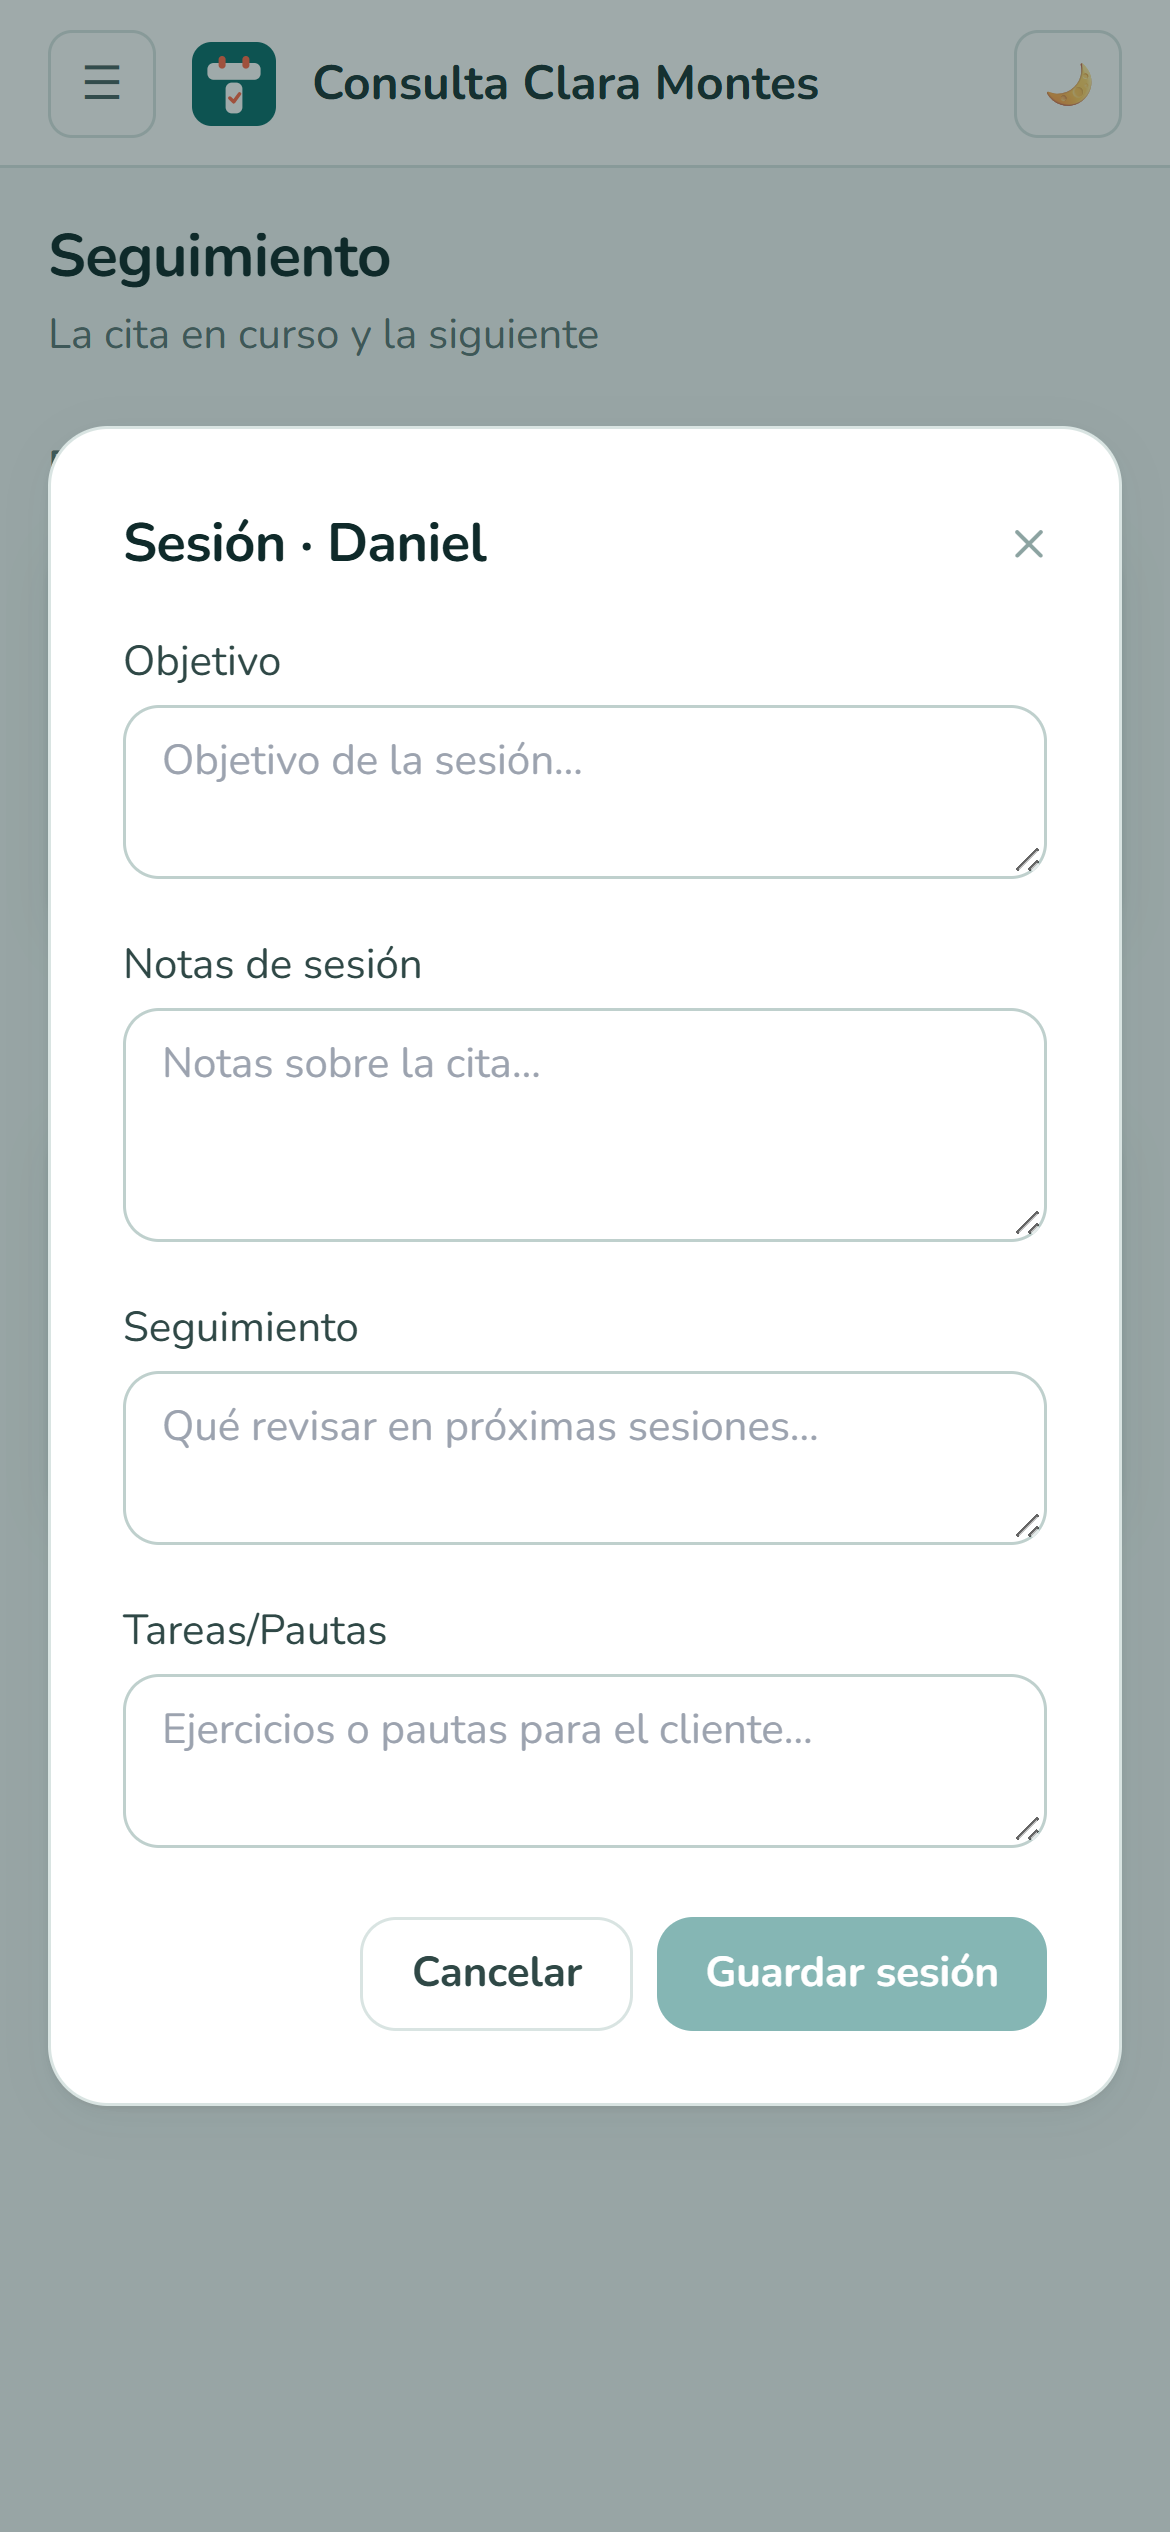 Consulta Clara Montes
Seguimiento
La cita en curso y la siguiente
Sesión · Daniel
Objetivo
Objetivo de la sesión...
Notas de sesión
Notas sobre la cita...
Seguimiento
Qué revisar en próximas sesiones...
Tareas/Pautas
Ejercicios o pautas para el cliente...
Cancelar
Guardar sesión